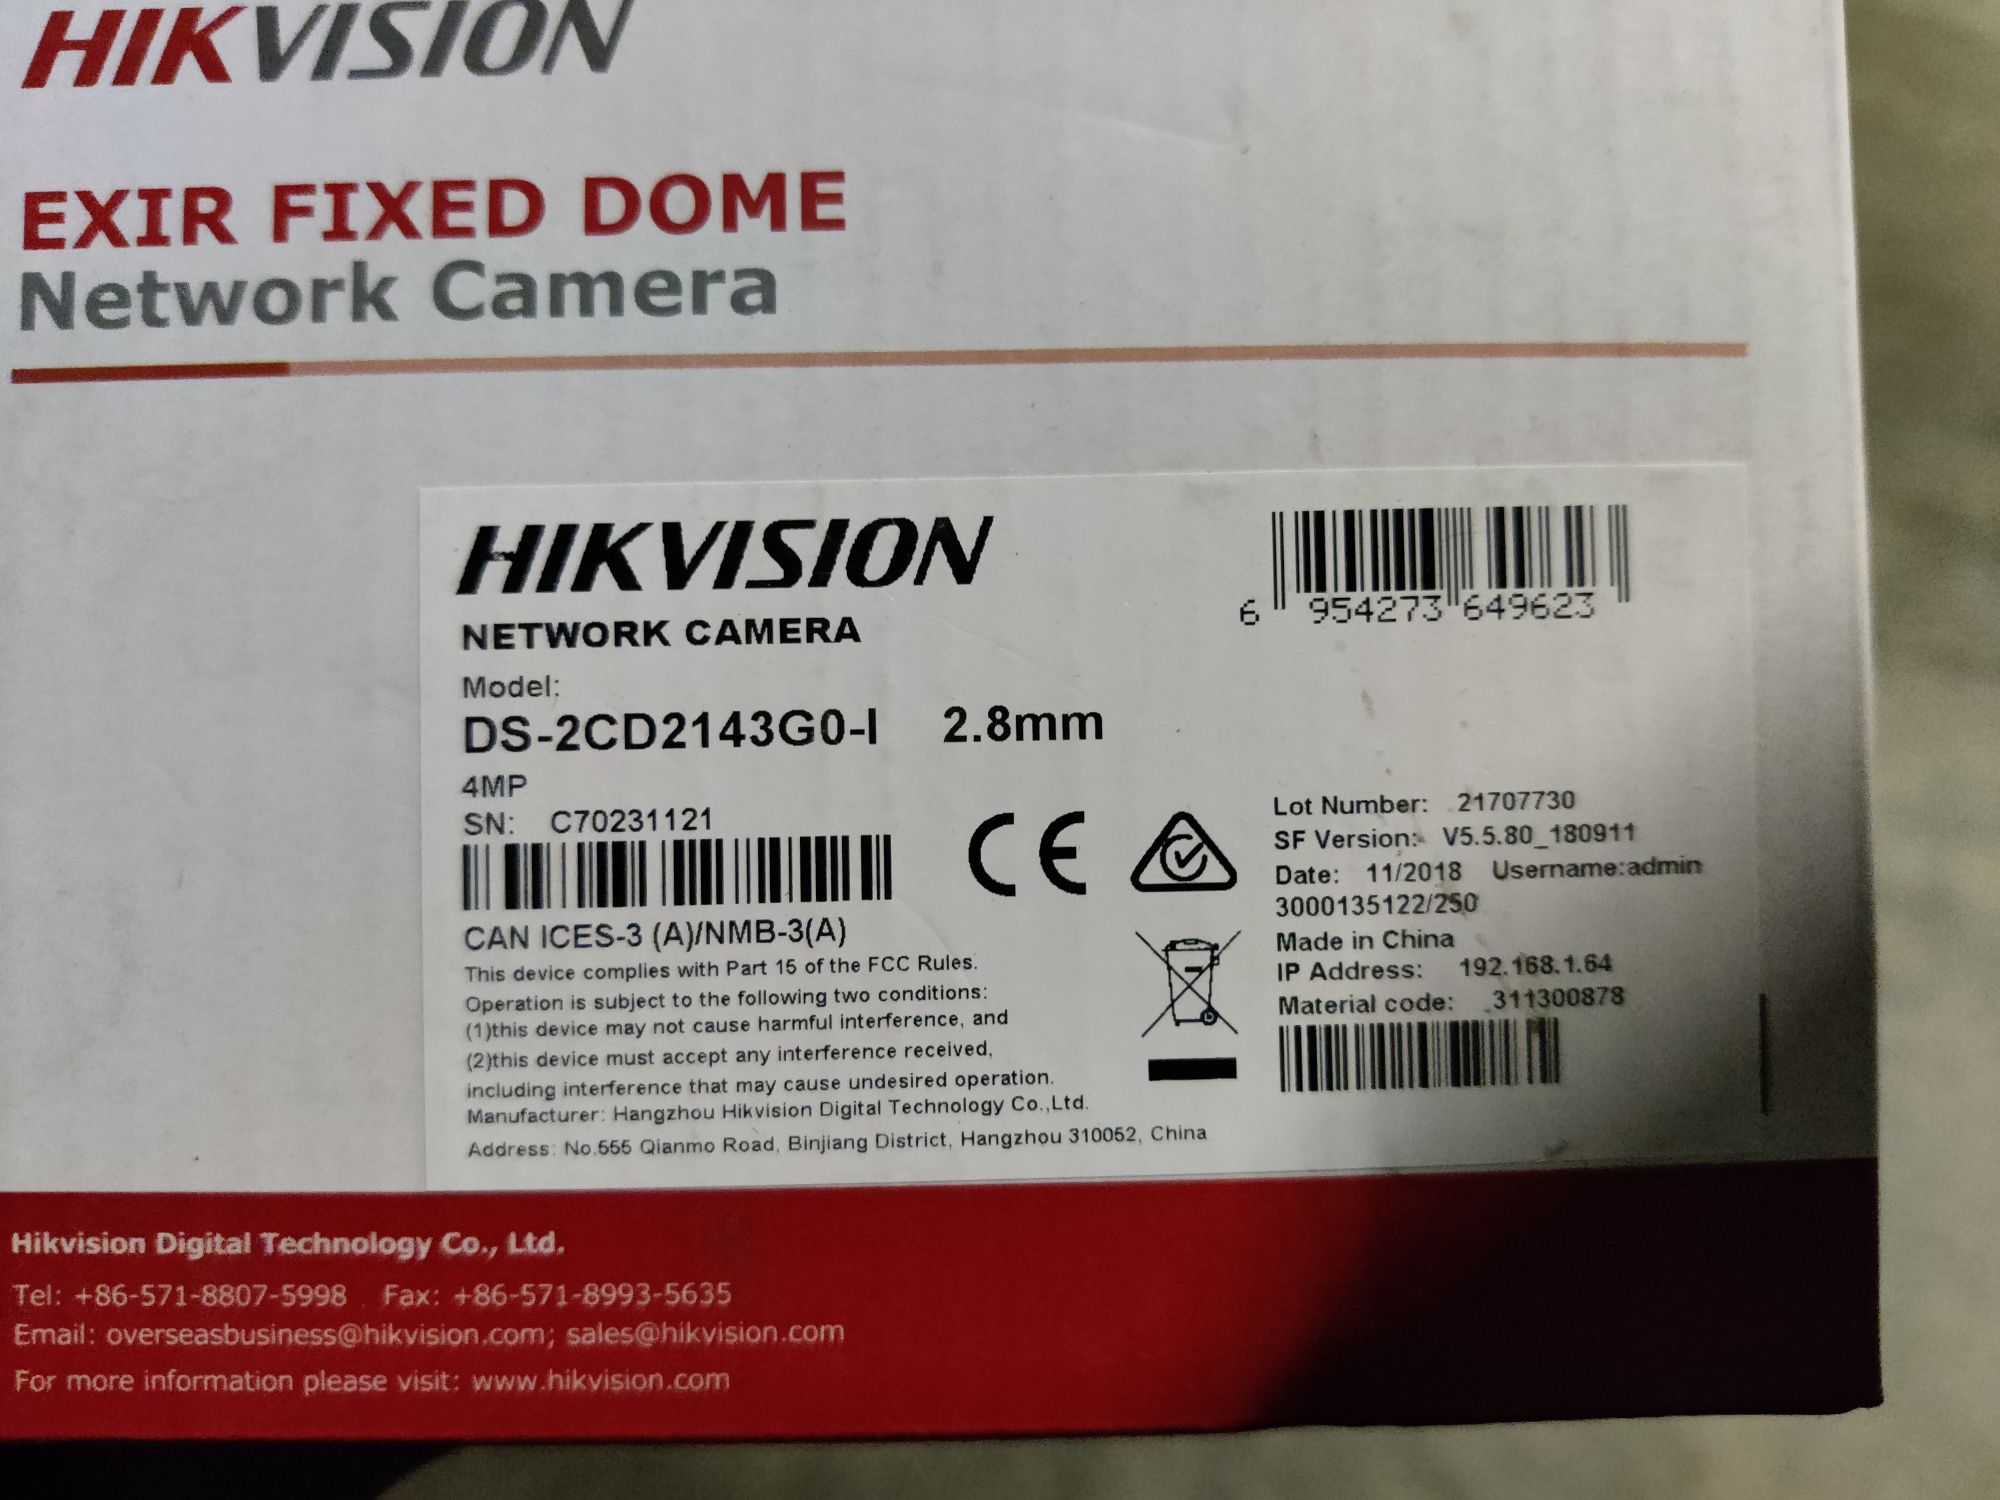 HIKVISION
EXIR FIXED DOME
Network Camera
HIKVISION
NETWORK CAMERA
Model:
DS-2CD2143G0-I 2.8mm
4MP
SN: C70231121
CAN ICES-3 (A)/NMB-3(A)
This device complies with Part 15 of the FCC Rules.
Operation is subject to the following two conditions:
(1)this device may not cause harmful interference, and
(2)this device must accept any interference received,
including interference that may cause undesired operation.
Manufacturer: Hangzhou Hikvision Digital Technology Co.,Ltd.
Address: No.555 Qianmo Road, Binjiang District, Hangzhou 310052, China
6 954273 649623
CE
Lot Number: 21707730
SF Version: V5.5.80_180911
Date: 11/2018 Username:admin
3000135122/250
Made in China
IP Address: 192.168.1.64
Material code: 311300878
Hikvision Digital Technology Co., Ltd.
Tel: +86-571-8807-5998 Fax: +86-571-8993-5635
Email: overseasbusiness@hikvision.com; sales@hikvision.com
For more information please visit: www.hikvision.com